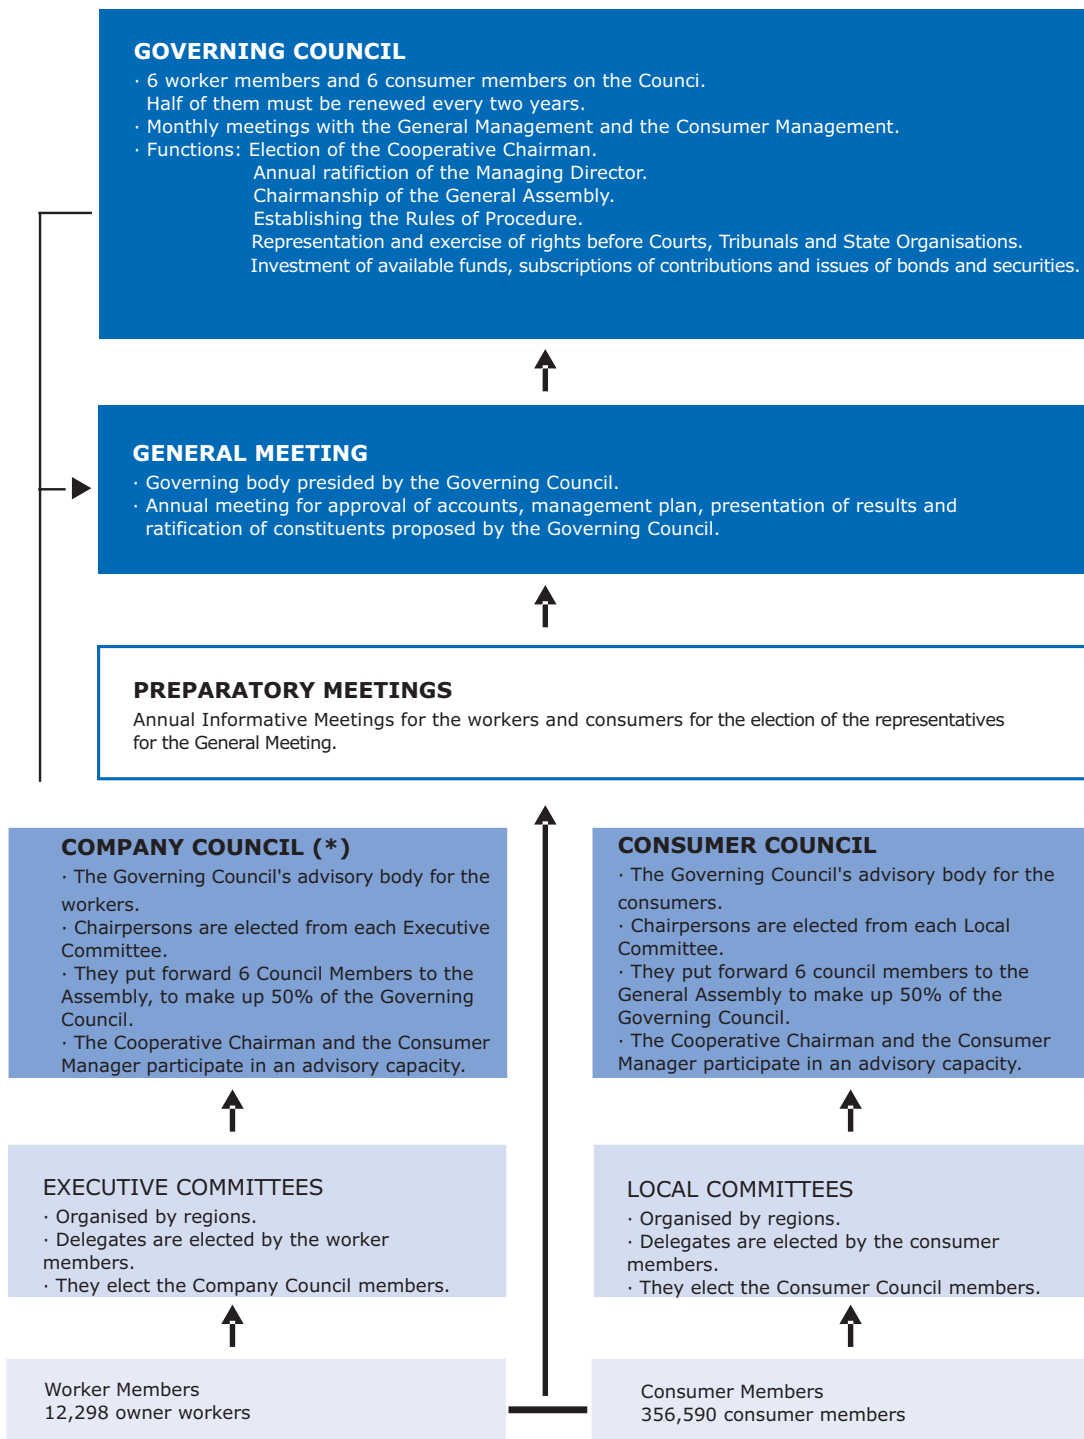 GOVERNING COUNCIL
· 6 worker members and 6 consumer members on the Counci.
Half of them must be renewed every two years.
· Monthly meetings with the General Management and the Consumer Management.
· Functions: Election of the Cooperative Chairman.
Annual ratifiction of the Managing Director.
Chairmanship of the General Assembly.
Establishing the Rules of Procedure.
Representation and exercise of rights before Courts, Tribunals and State Organisations.
Investment of available funds, subscriptions of contributions and issues of bonds and securities.
GENERAL MEETING
· Governing body presided by the Governing Council.
· Annual meeting for approval of accounts, management plan, presentation of results and
ratification of constituents proposed by the Governing Council.
PREPARATORY MEETINGS
Annual Informative Meetings for the workers and consumers for the election of the representatives
for the General Meeting.
COMPANY COUNCIL (*)
· The Governing Council's advisory body for the
workers.
· Chairpersons are elected from each Executive
Committee.
· They put forward 6 Council Members to the
Assembly, to make up 50% of the Governing
Council.
· The Cooperative Chairman and the Consumer
Manager participate in an advisory capacity.
CONSUMER COUNCIL
· The Governing Council's advisory body for the
consumers.
· Chairpersons are elected from each Local
Committee.
· They put forward 6 council members to the
General Assembly to make up 50% of the
Governing Council.
· The Cooperative Chairman and the Consumer
Manager participate in an advisory capacity.
EXECUTIVE COMMITTEES
· Organised by regions.
· Delegates are elected by the worker
members.
· They elect the Company Council members.
LOCAL COMMITTEES
· Organised by regions.
· Delegates are elected by the consumer
members.
· They elect the Consumer Council members.
Worker Members
12,298 owner workers
Consumer Members
356,590 consumer members